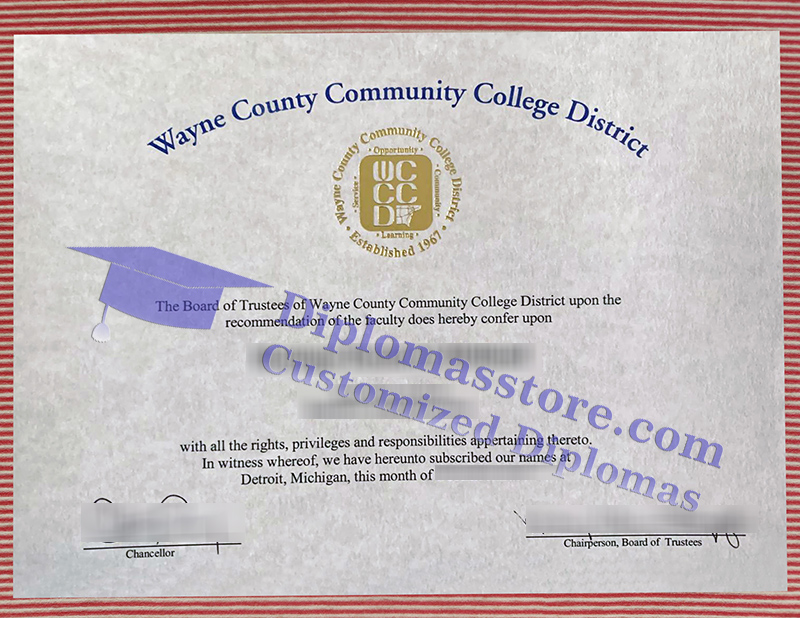 Wayne County Community College District
Wayne County Community College District
• Opportunity •
Service •
• Community •
WC
CC
D
• Learning •
• Established 1967 •
The Board of Trustees of Wayne County Community College District upon the
recommendation of the faculty does hereby confer upon
Diplomasstore.com
Customized Diplomas
with all the rights, privileges and responsibilities appertaining thereto.
In witness whereof, we have hereunto subscribed our names at
Detroit, Michigan, this month of
Chancellor
Chairperson, Board of Trustees